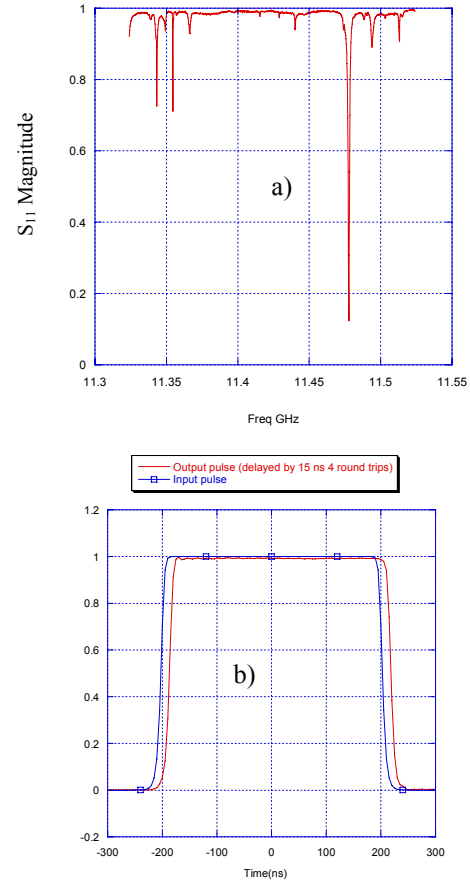 S11 Magnitude
1
0.8
0.6
0.4
0.2
0
a)
11.3 11.35 11.4 11.45 11.5 11.55
Freq GHz
Output pulse (delayed by 15 ns 4 round trips)
Input pulse
1.2
1
0.8
0.6
0.4
0.2
0
-0.2
b)
-300 -200 -100 0 100 200 300
Time(ns)